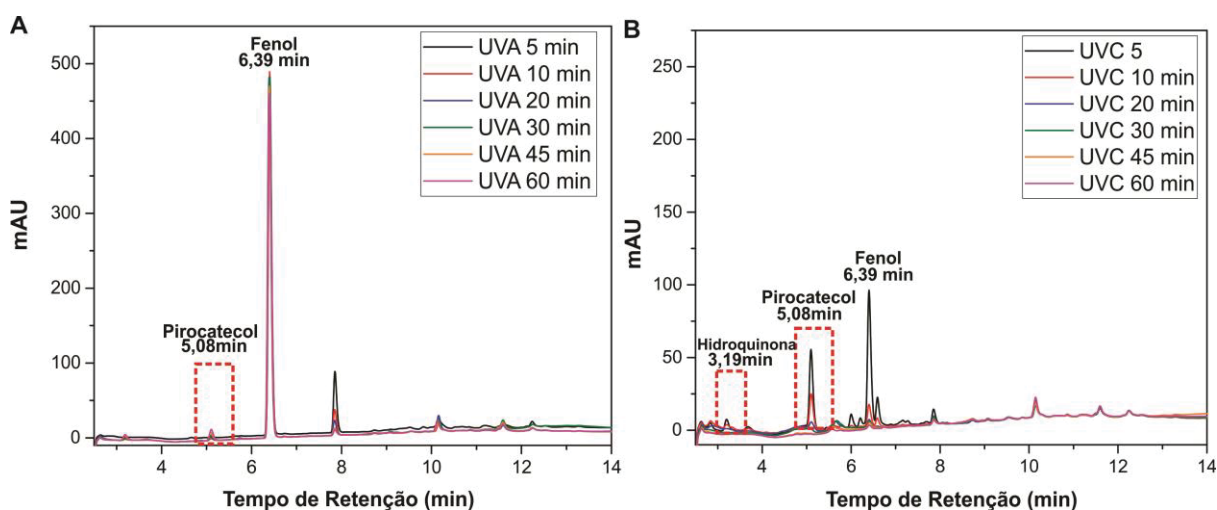 A
Fenol
6,39 min
UVA 5 min
UVA 10 min
UVA 20 min
UVA 30 min
UVA 45 min
UVA 60 min
Pirocatecol
5,08min
500
400
300
200
100
0
mAU
4 6 8 10 12 14
Tempo de Retenção (min)
B
UVC 5
UVC 10 min
UVC 20 min
UVC 30 min
UVC 45 min
UVC 60 min
Fenol
6,39 min
Pirocatecol
5,08min
Hidroquinona
3,19min
250
200
150
100
50
0
mAU
4 6 8 10 12 14
Tempo de Retenção (min)